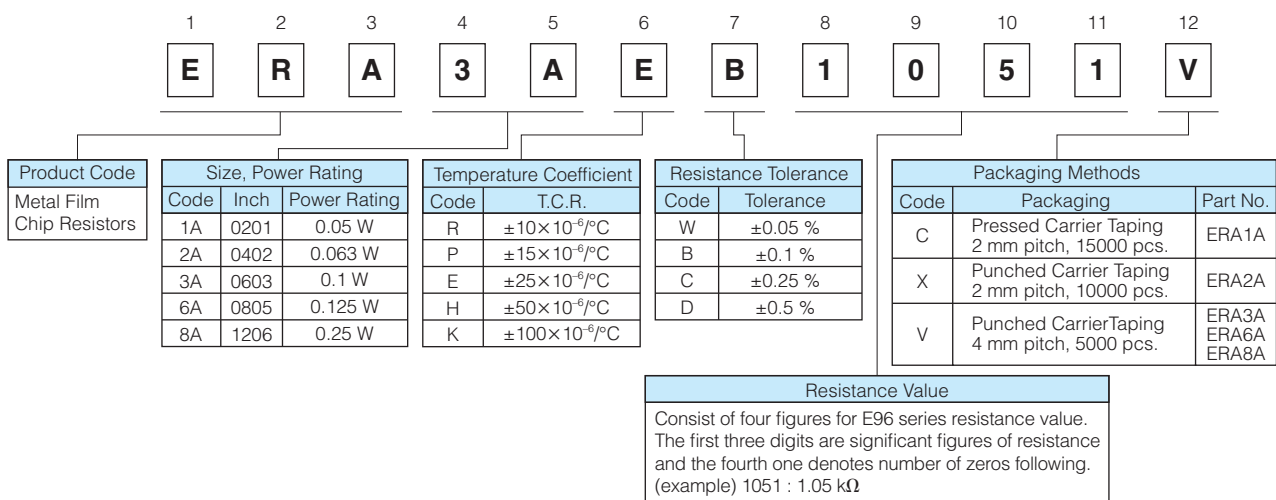 1 2 3 4 5 6 7 8 9 10 11 12
E R A 3 A E B 1 0 5 1 V
Product Code
Metal Film
Chip Resistors
Size, Power Rating
Code Inch Power Rating
1A 0201 0.05 W
2A 0402 0.063 W
3A 0603 0.1 W
6A 0805 0.125 W
8A 1206 0.25 W
Temperature Coefficient
Code T.C.R.
R ±10×10⁻⁶/°C
P ±15×10⁻⁶/°C
E ±25×10⁻⁶/°C
H ±50×10⁻⁶/°C
K ±100×10⁻⁶/°C
Resistance Tolerance
Code Tolerance
W ±0.05 %
B ±0.1 %
C ±0.25 %
D ±0.5 %
Packaging Methods
Code Packaging Part No.
C Pressed Carrier Taping
2 mm pitch, 15000 pcs. ERA1A
X Punched Carrier Taping
2 mm pitch, 10000 pcs. ERA2A
V Punched CarrierTaping
4 mm pitch, 5000 pcs.
ERA3A
ERA6A
ERA8A
Resistance Value
Consist of four figures for E96 series resistance value.
The first three digits are significant figures of resistance
and the fourth one denotes number of zeros following.
(example) 1051 : 1.05 kΩ